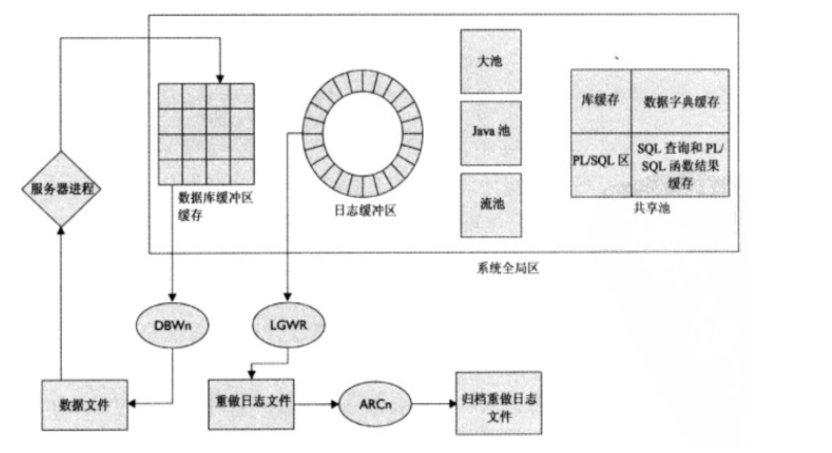 大池
库缓存
数据字典缓存
Java 池
PL/SQL 区
SQL 查询和 PL/
SQL 函数结果
缓存
服务器进程
数据库缓冲区
缓存
日志缓冲区
流池
共享池
系统全局区
DBWn
LGWR
数据文件
重做日志文件
ARCn
归档重做日志
文件